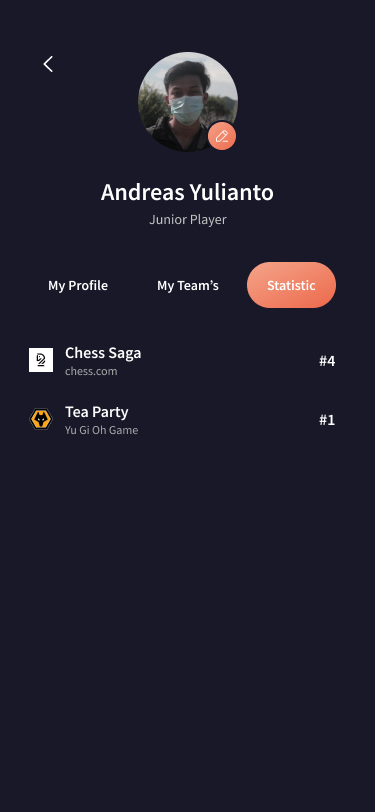 Andreas Yulianto
Junior Player
My Profile
My Team's
Statistic
Chess Saga
chess.com
#4
Tea Party
Yu Gi Oh Game
#1